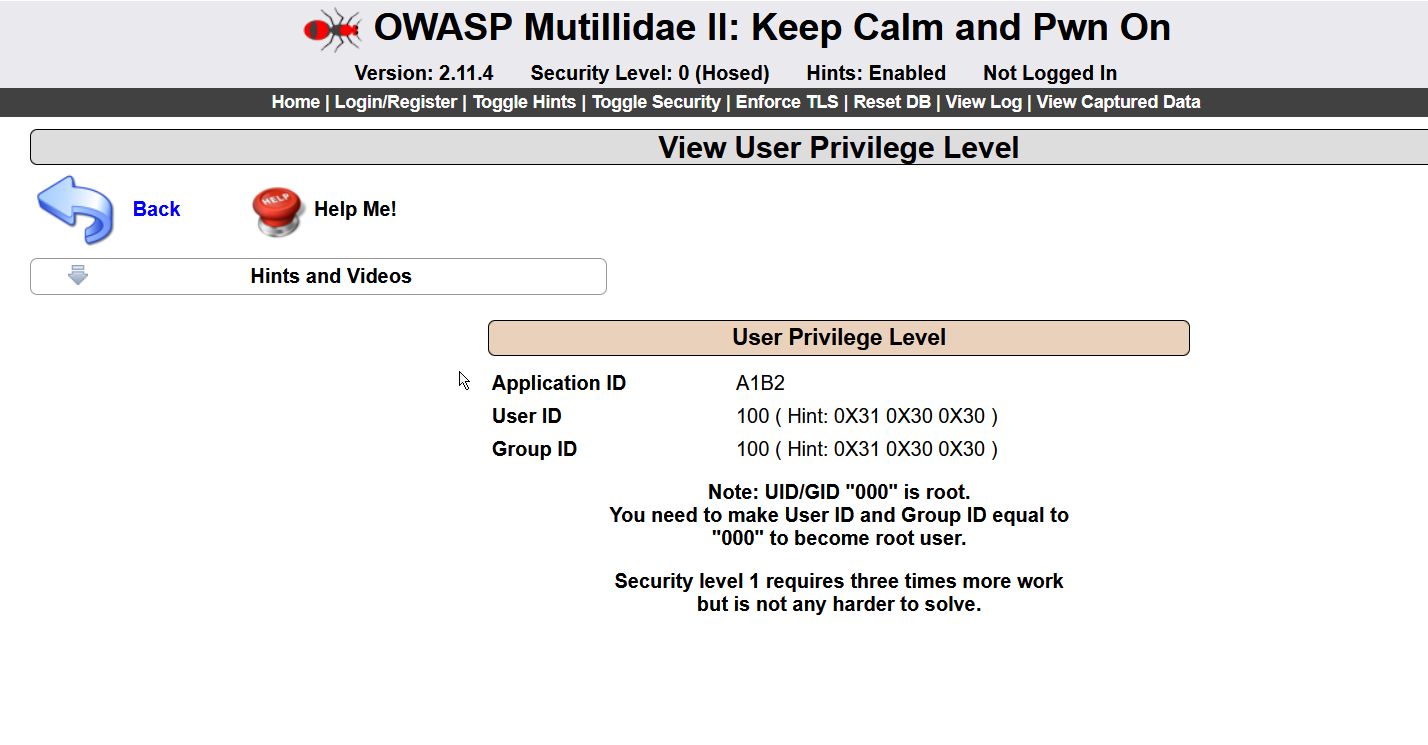 OWASP Mutillidae II: Keep Calm and Pwn On
Version: 2.11.4 Security Level: 0 (Hosed) Hints: Enabled Not Logged In
Home | Login/Register | Toggle Hints | Toggle Security | Enforce TLS | Reset DB | View Log | View Captured Data
View User Privilege Level
Back HELP Help Me!
Hints and Videos
User Privilege Level
Application ID A1B2
User ID 100 ( Hint: 0X31 0X30 0X30 )
Group ID 100 ( Hint: 0X31 0X30 0X30 )
Note: UID/GID "000" is root.
You need to make User ID and Group ID equal to
"000" to become root user.
Security level 1 requires three times more work
but is not any harder to solve.